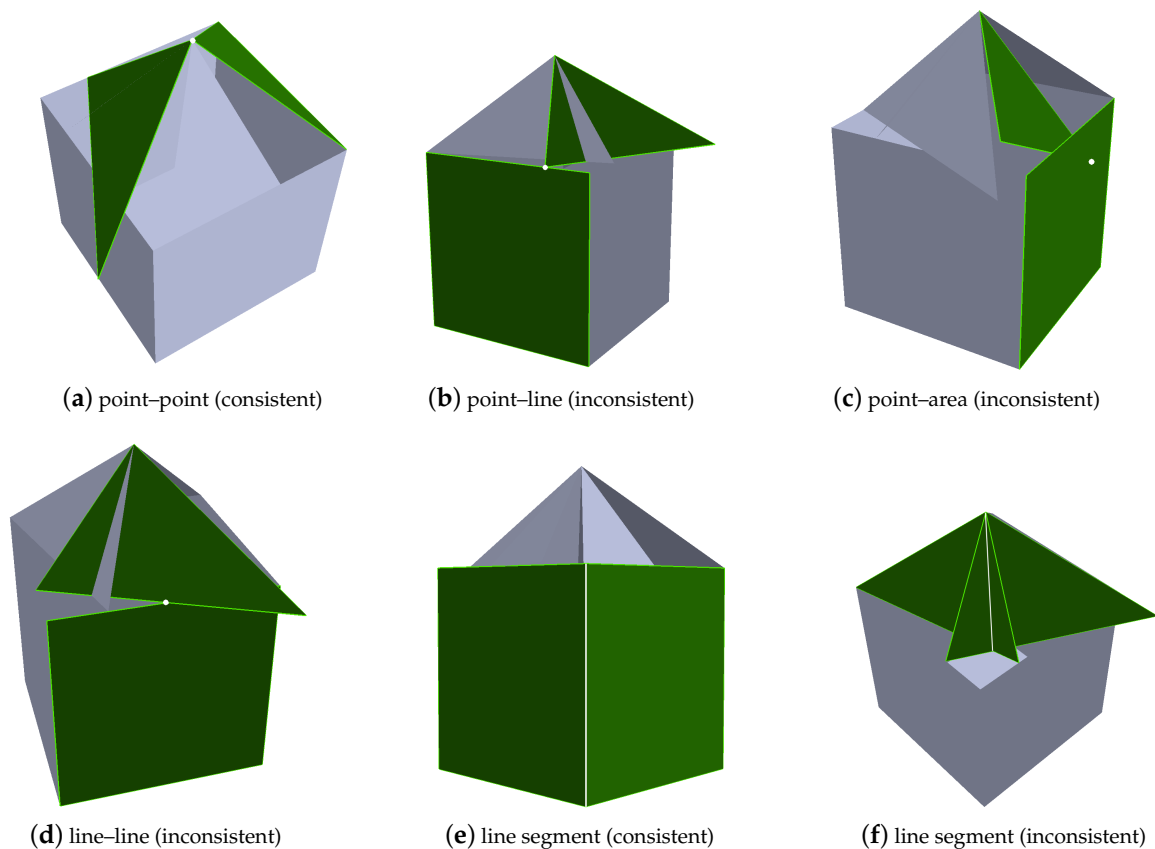 (a) point–point (consistent)
(b) point–line (inconsistent)
(c) point–area (inconsistent)
(d) line–line (inconsistent)
(e) line segment (consistent)
(f) line segment (inconsistent)